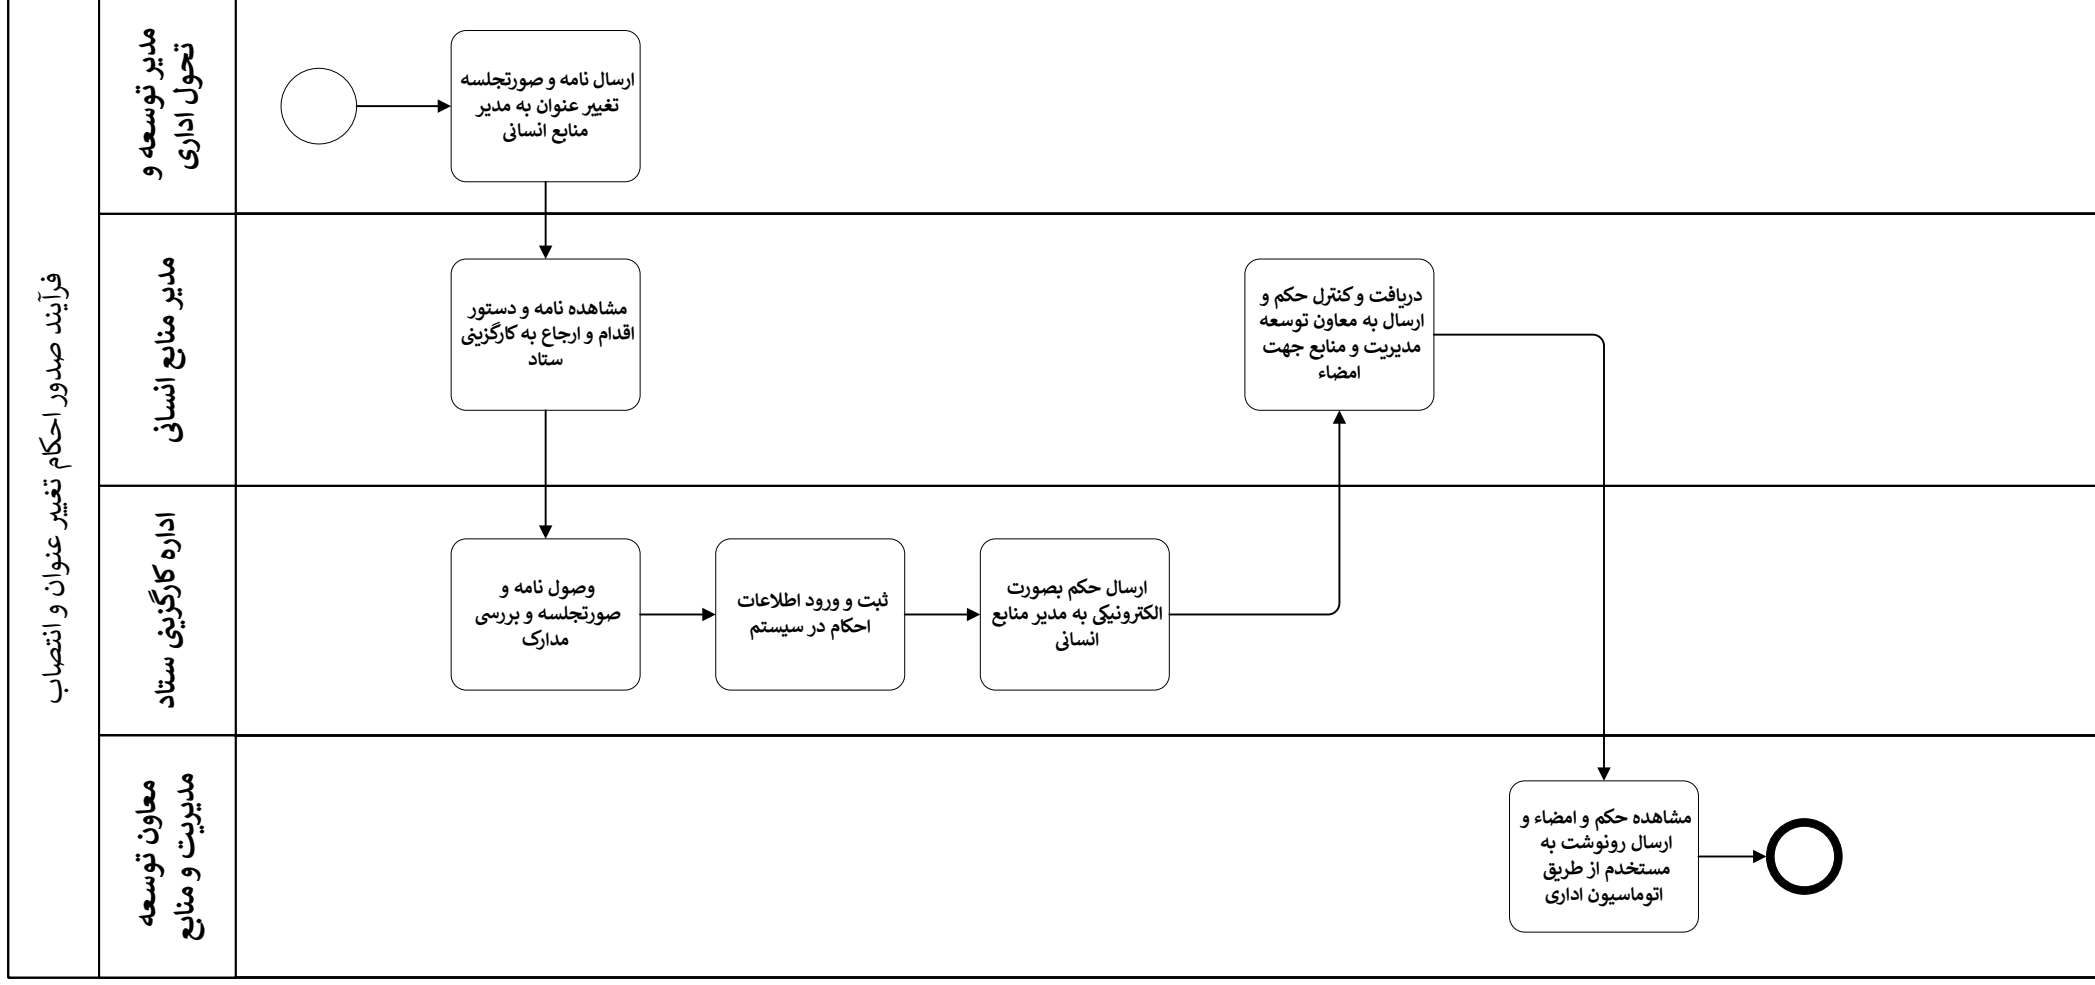 فرآیند صدور احکام تغییر عنوان و انتصاب
مدیر توسعه و
تحول اداری
ارسال نامه و صورتجلسه
تغییر عنوان به مدیر
منابع انسانی
مدیر منابع انسانی
مشاهده نامه و دستور
اقدام و ارجاع به کارگزینی
ستاد
دریافت و کنترل حکم و
ارسال به معاون توسعه
مدیریت و منابع جهت
امضاء
اداره کارگزینی ستاد
وصول نامه و
صورتجلسه و بررسی
مدارک
ثبت و ورود اطلاعات
احکام در سیستم
ارسال حکم بصورت
الکترونیکی به مدیر منابع
انسانی
معاون توسعه
مدیریت و منابع
مشاهده حکم و امضاء و
ارسال رونوشت به
مستخدم از طریق
اتوماسیون اداری